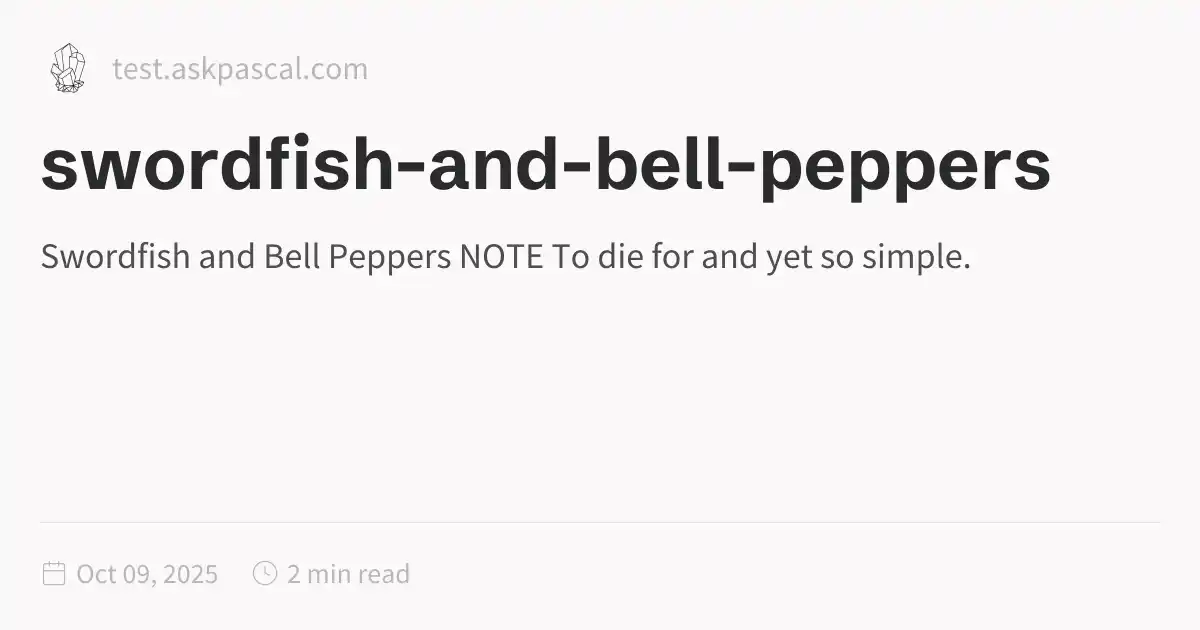 test.askpascal.com
swordfish-and-bell-peppers
Swordfish and Bell Peppers NOTE To die for and yet so simple.
Oct 09, 2025 2 min read